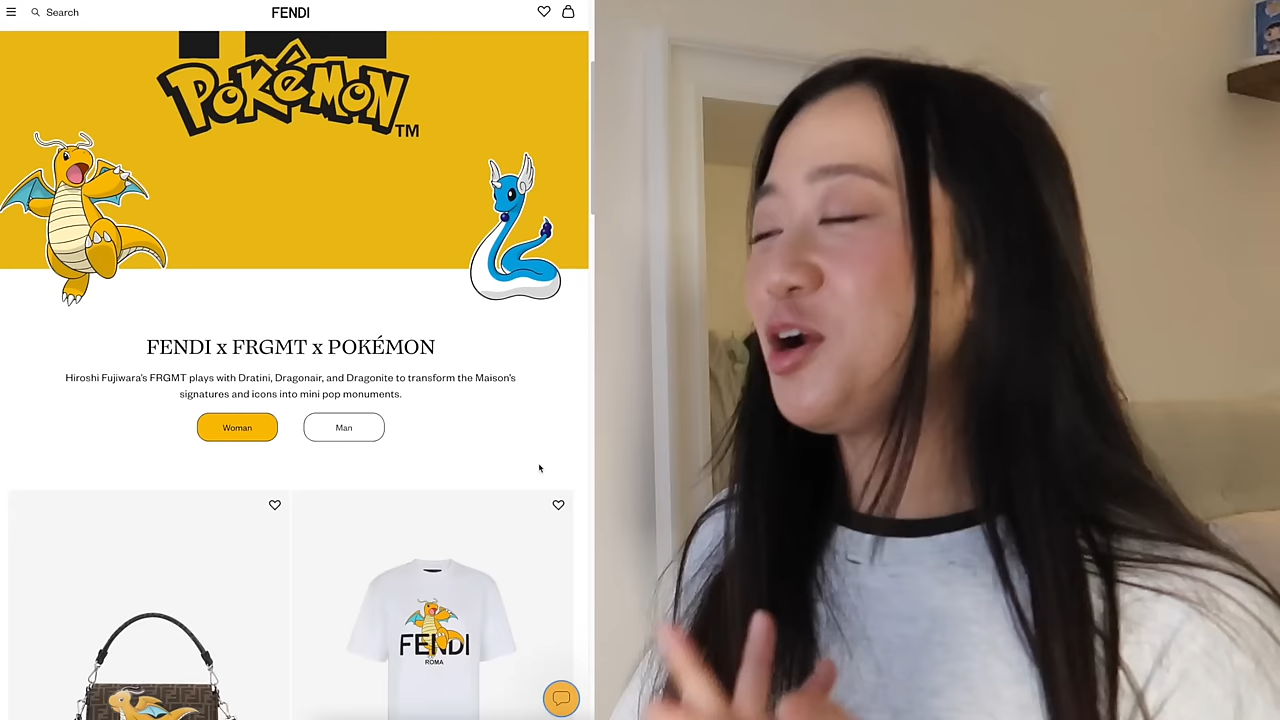 Search
FENDI
POKéMON
TM
FENDI x FRGMT x POKÉMON
Hiroshi Fujiwara's FRGMT plays with Dratini, Dragonair, and Dragonite to transform the Maison's
signatures and icons into mini pop monuments.
Woman
Man
FENDI
ROMA